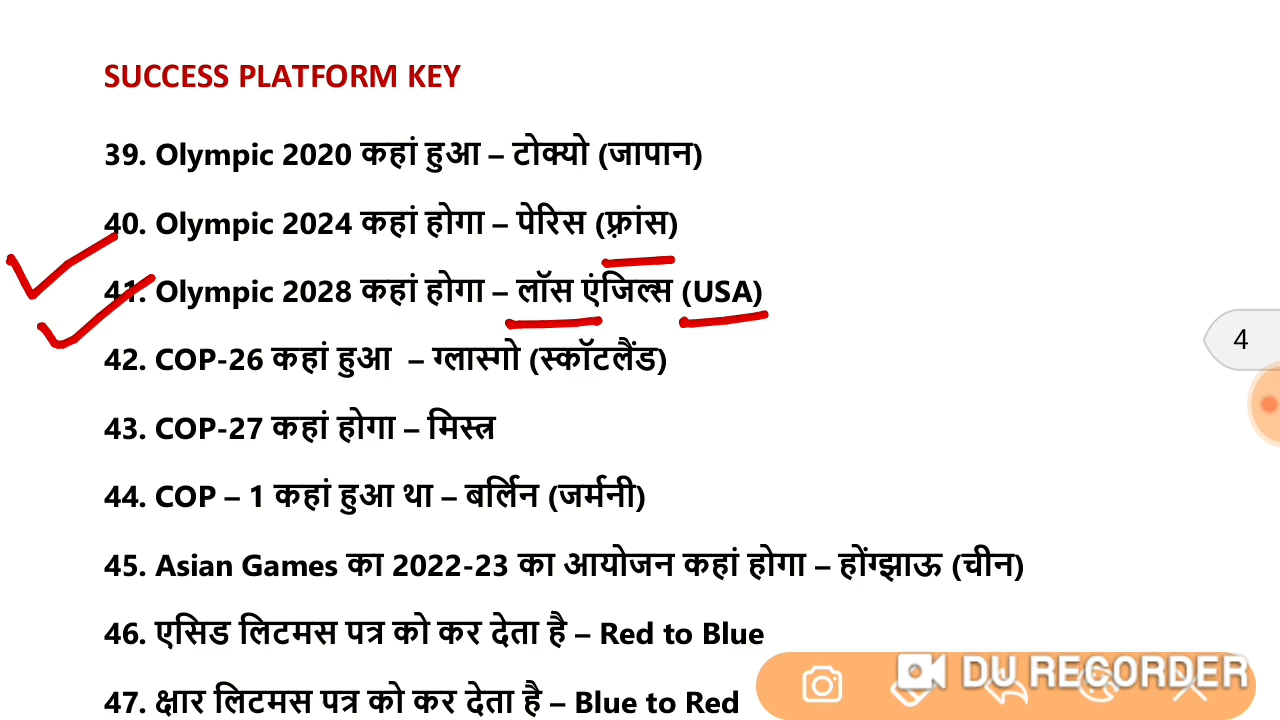 SUCCESS PLATFORM KEY
39. Olympic 2020 कहां हुआ – टोक्यो (जापान)
40. Olympic 2024 कहां होगा – पेरिस (फ़्रांस)
41. Olympic 2028 कहां होगा – लॉस एंजिल्स (USA)
4
42. COP-26 कहां हुआ – ग्लास्गो (स्कॉटलैंड)
43. COP-27 कहां होगा – मिस्त्र
44. COP – 1 कहां हुआ था – बर्लिन (जर्मनी)
45. Asian Games का 2022-23 का आयोजन कहां होगा – होंग्झाऊ (चीन)
46. एसिड लिटमस पत्र को कर देता है – Red to Blue
47. क्षार लिटमस पत्र को कर देता है – Blue to Red
DU RECORDER